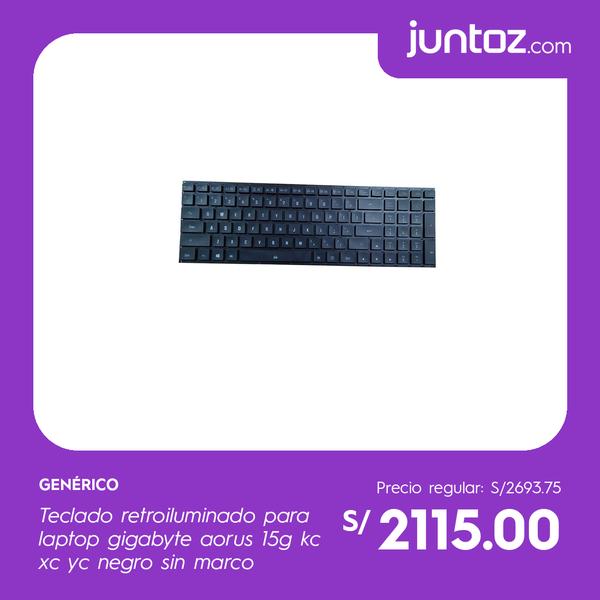 juntoz.com
GENÉRICO
Teclado retroiluminado para
laptop gigabyte aorus 15g kc
xc yc negro sin marco
Precio regular: S/2693.75
S/ 2115.00